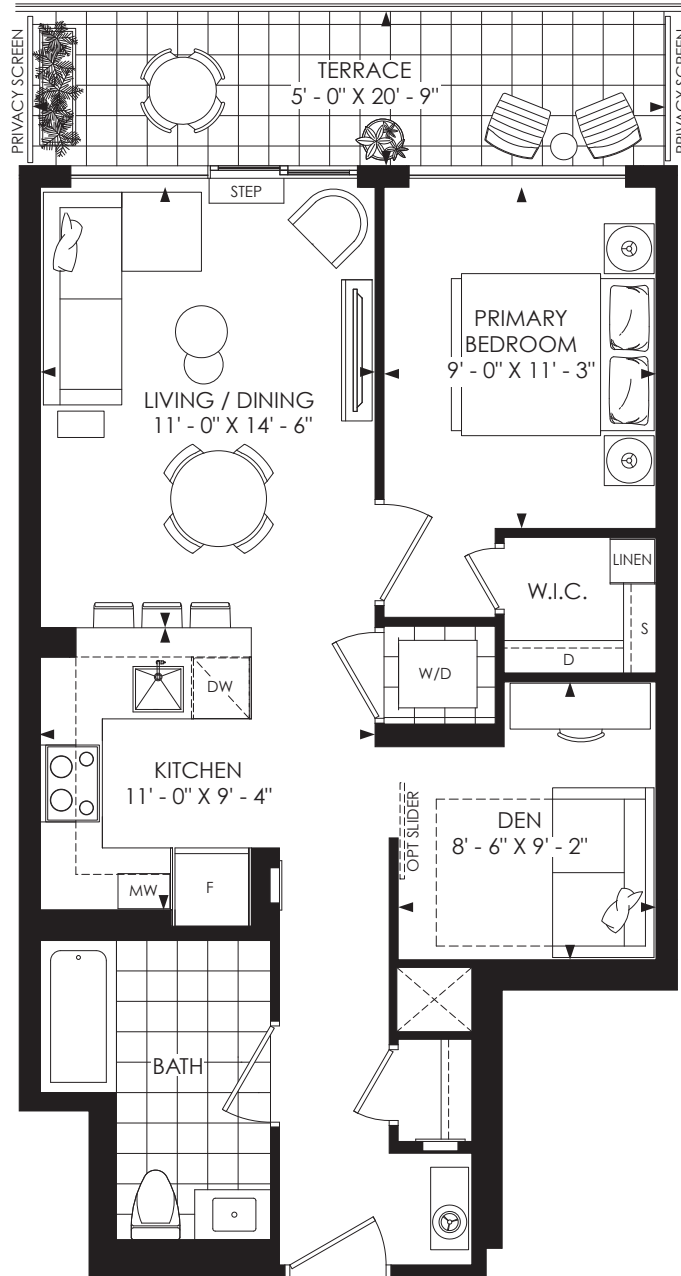 PRIVACY SCREEN
TERRACE
5' - 0" X 20' - 9"
PRIVACY SCREEN
STEP
PRIMARY
BEDROOM
9' - 0" X 11' - 3"
LIVING / DINING
11' - 0" X 14' - 6"
LINEN
W.I.C.
S
D
W/D
DW
KITCHEN
11' - 0" X 9' - 4"
OPT SLIDER
DEN
8' - 6" X 9' - 2"
MW
F
BATH